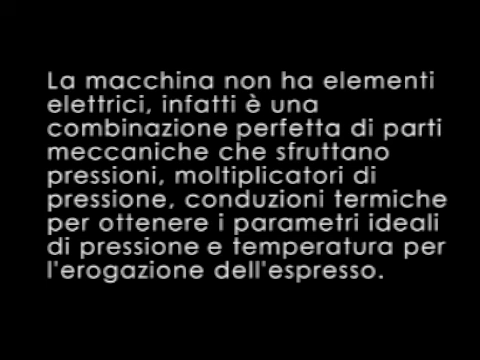 La macchina non ha elementi
elettrici, infatti è una
combinazione perfetta di parti
meccaniche che sfruttano
pressioni, moltiplicatori di
pressione, conduzioni termiche
per ottenere i parametri ideali
di pressione e temperatura per
l'erogazione dell'espresso.